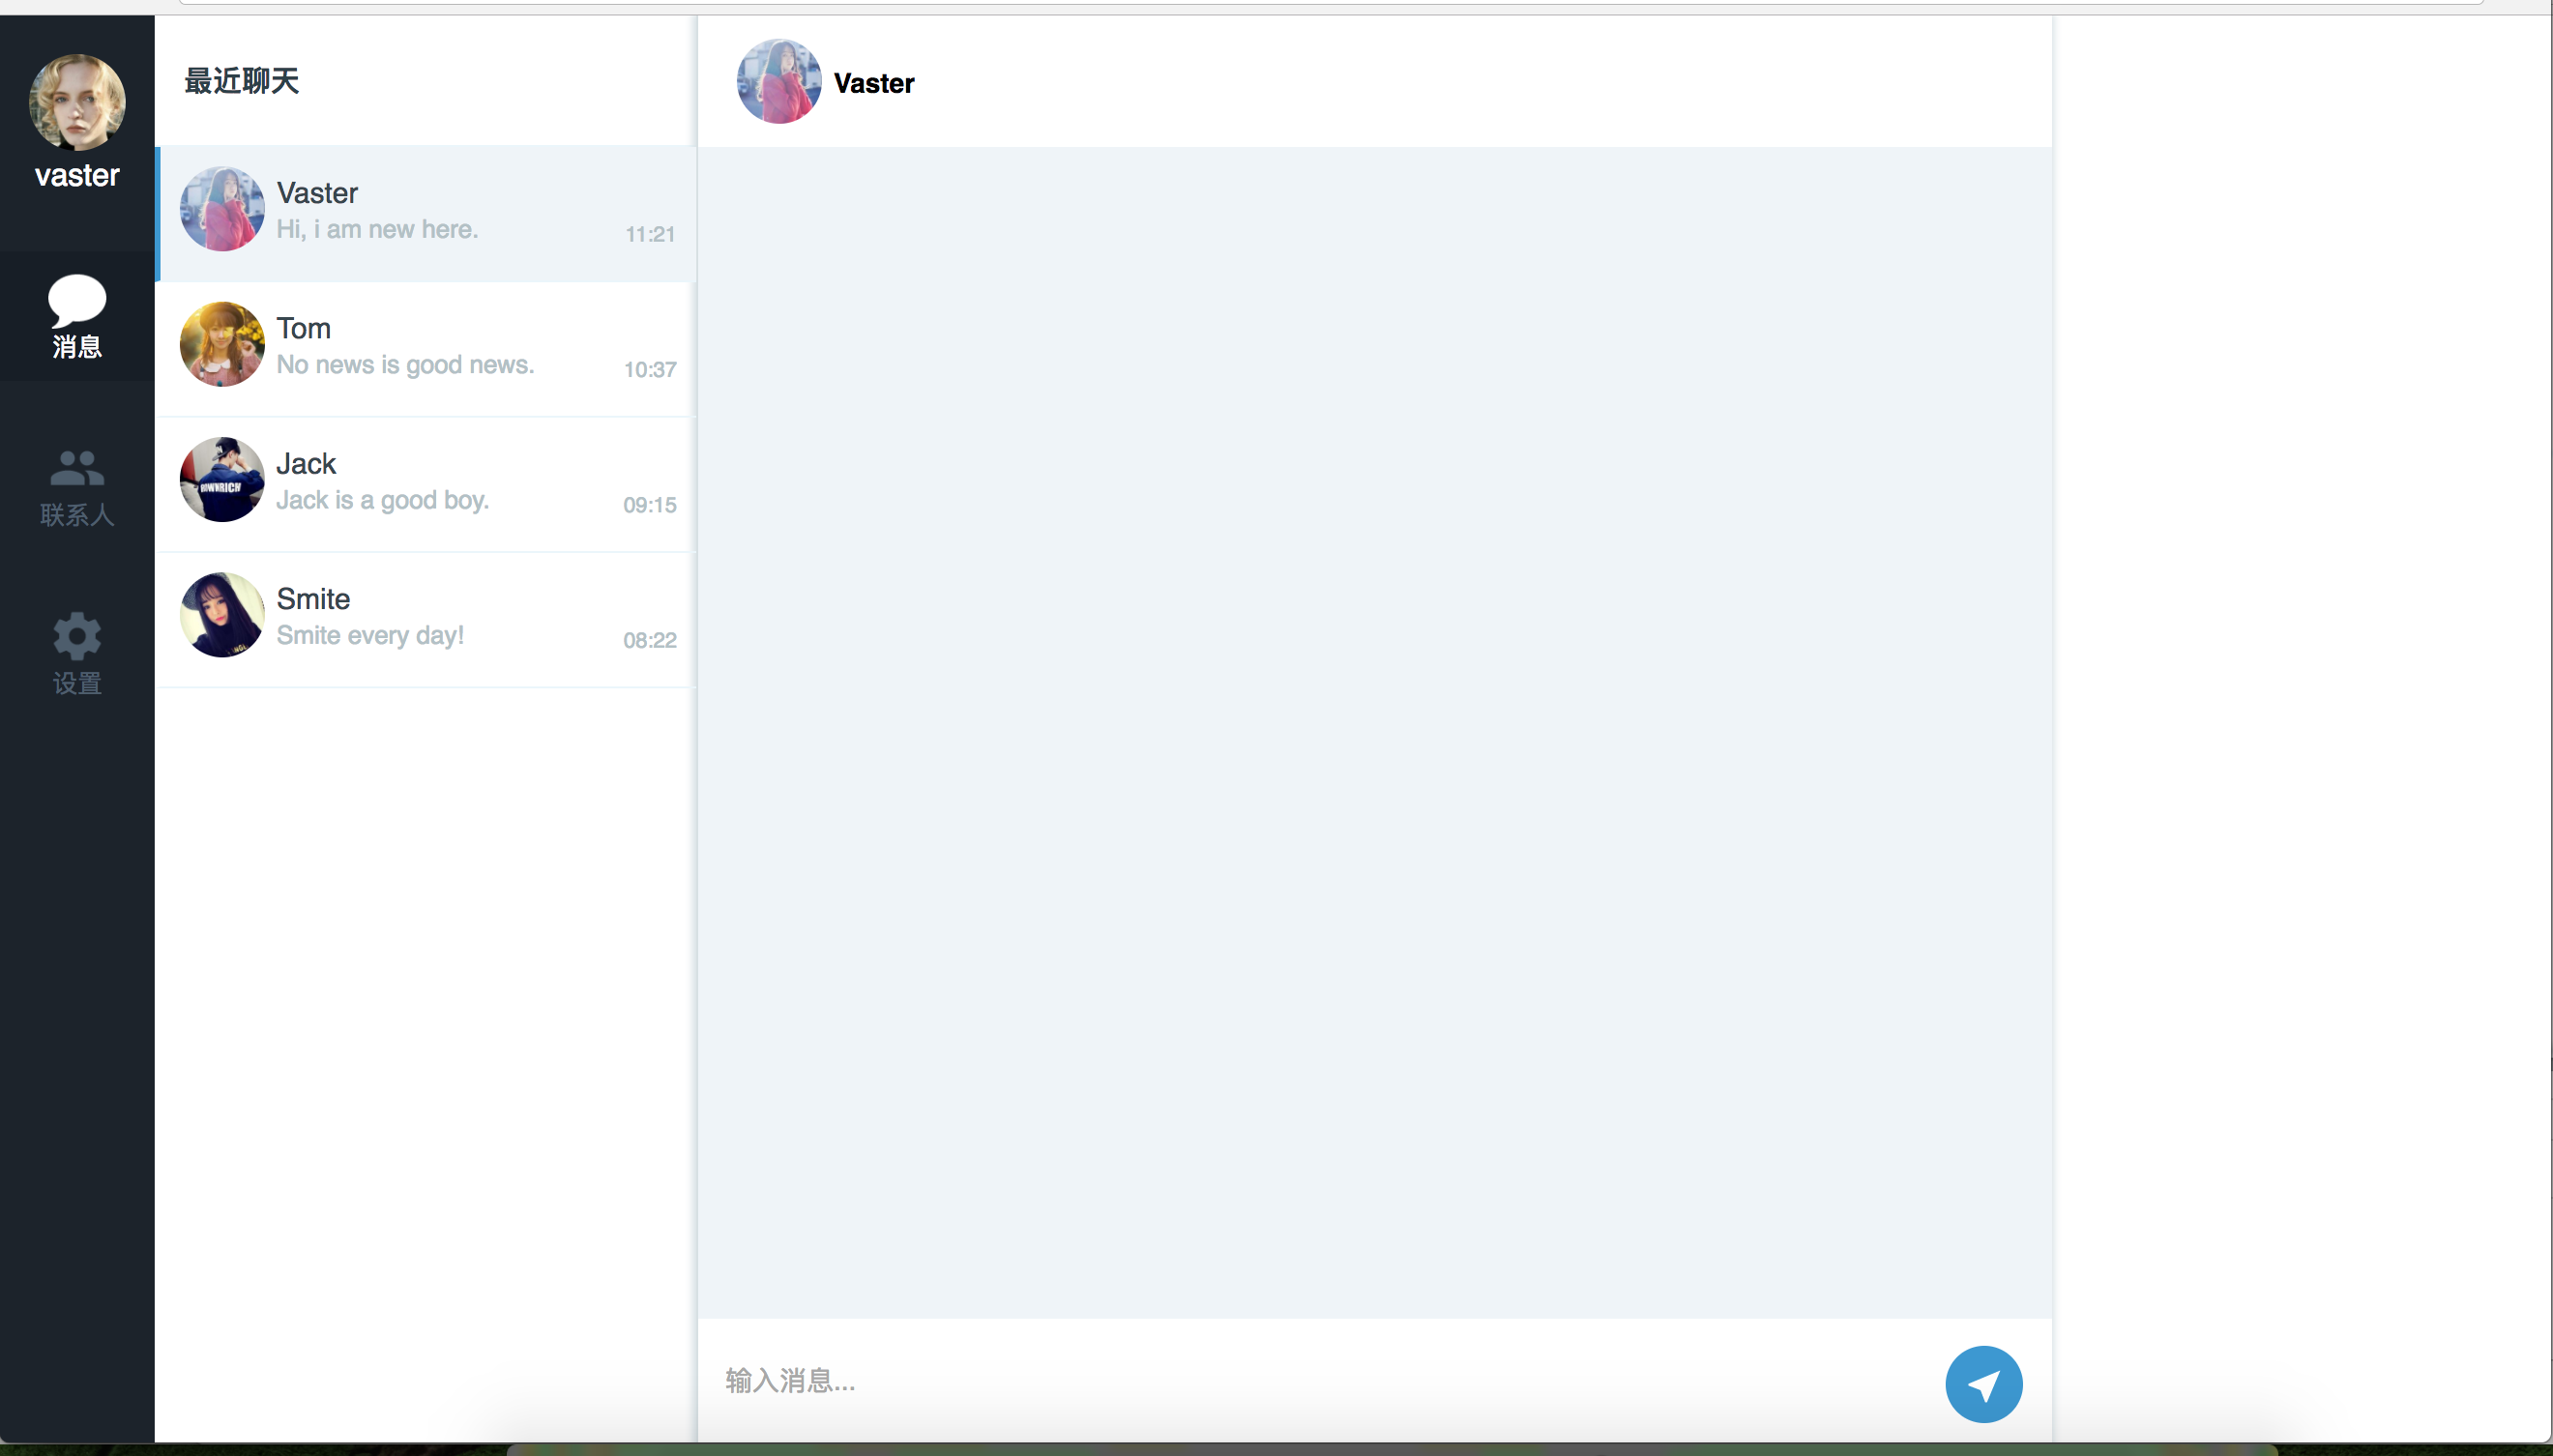 vaster
消息
联系人
设置
最近聊天
Vaster
Hi, i am new here.
11:21
Tom
No news is good news.
10:37
Jack
Jack is a good boy.
09:15
Smite
Smite every day!
08:22
Vaster
输入消息...